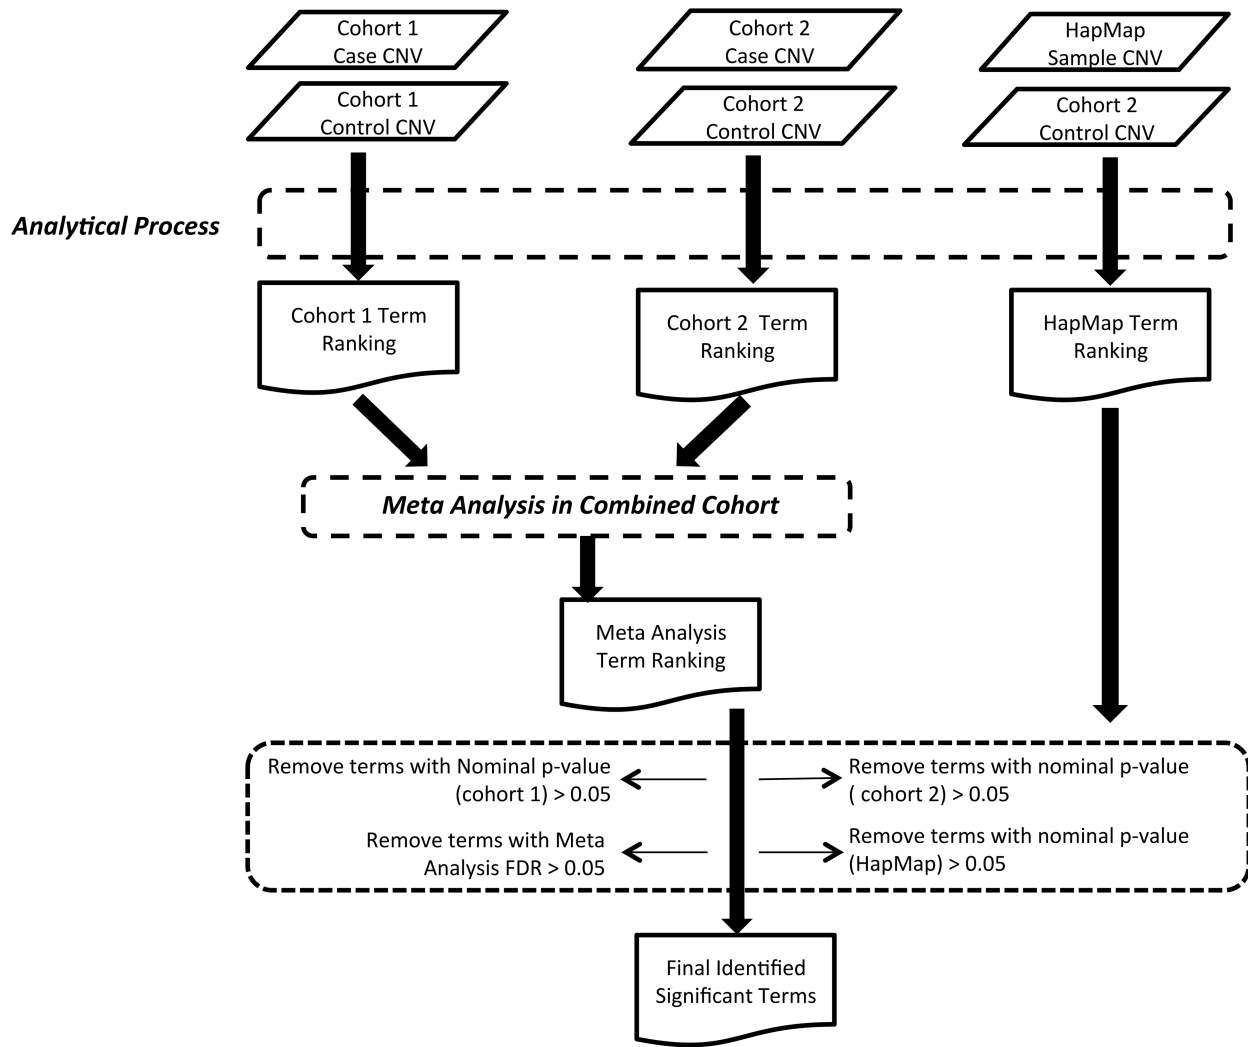 Cohort 1
Case CNV
Cohort 2
Case CNV
HapMap
Sample CNV
Cohort 1
Control CNV
Cohort 2
Control CNV
Cohort 2
Control CNV
Analytical Process
Cohort 1 Term
Ranking
Cohort 2 Term
Ranking
HapMap Term
Ranking
Meta Analysis in Combined Cohort
Meta Analysis
Term Ranking
Remove terms with Nominal p-value
(cohort 1) > 0.05
Remove terms with nominal p-value
( cohort 2) > 0.05
Remove terms with Meta
Analysis FDR > 0.05
Remove terms with nominal p-value
(HapMap) > 0.05
Final Identified
Significant Terms